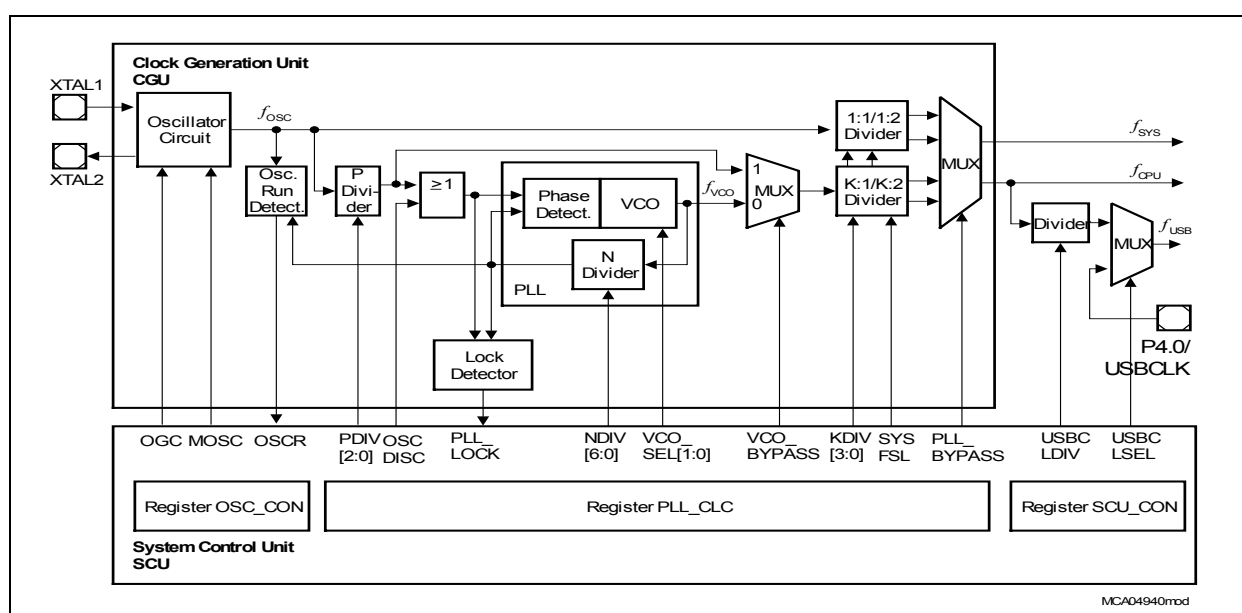 Clock Generation Unit
CGU
XTAL1
XTAL2
Oscillator
Circuit
fOSC
Osc.
Run
Detect.
P
Divi-
der
≥1
Phase
Detect.
VCO
fVCO
N
Divider
PLL
Lock
Detector
1
MUX
0
1:1/1:2
Divider
K:1/K:2
Divider
MUX
fSYS
fCPU
Divider
MUX
fUSB
P4.0/
USBCLK
OGC
MOSC
OSCR
PDIV
[2:0]
OSC
DISC
PLL_
LOCK
NDIV
[6:0]
VCO_
SEL[1:0]
VCO_
BYPASS
KDIV
[3:0]
SYS
FSL
PLL_
BYPASS
USBC
LDIV
USBC
LSEL
Register OSC_CON
Register PLL_CLC
Register SCU_CON
System Control Unit
SCU
MCA04940mod